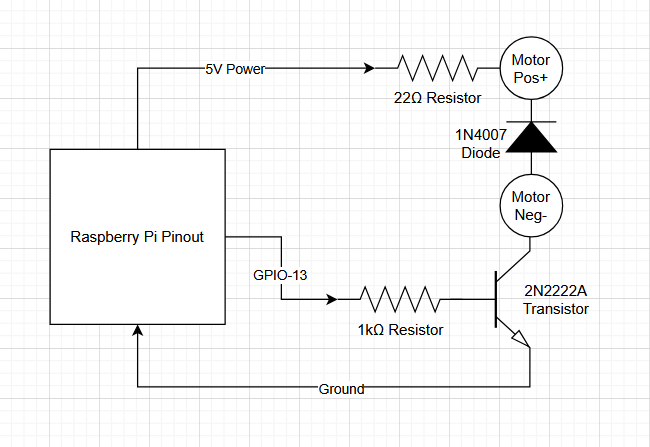 5V Power
Motor
Pos+
22Ω Resistor
1N4007
Diode
Motor
Neg-
Raspberry Pi Pinout
GPIO-13
2N2222A
Transistor
1kΩ Resistor
Ground